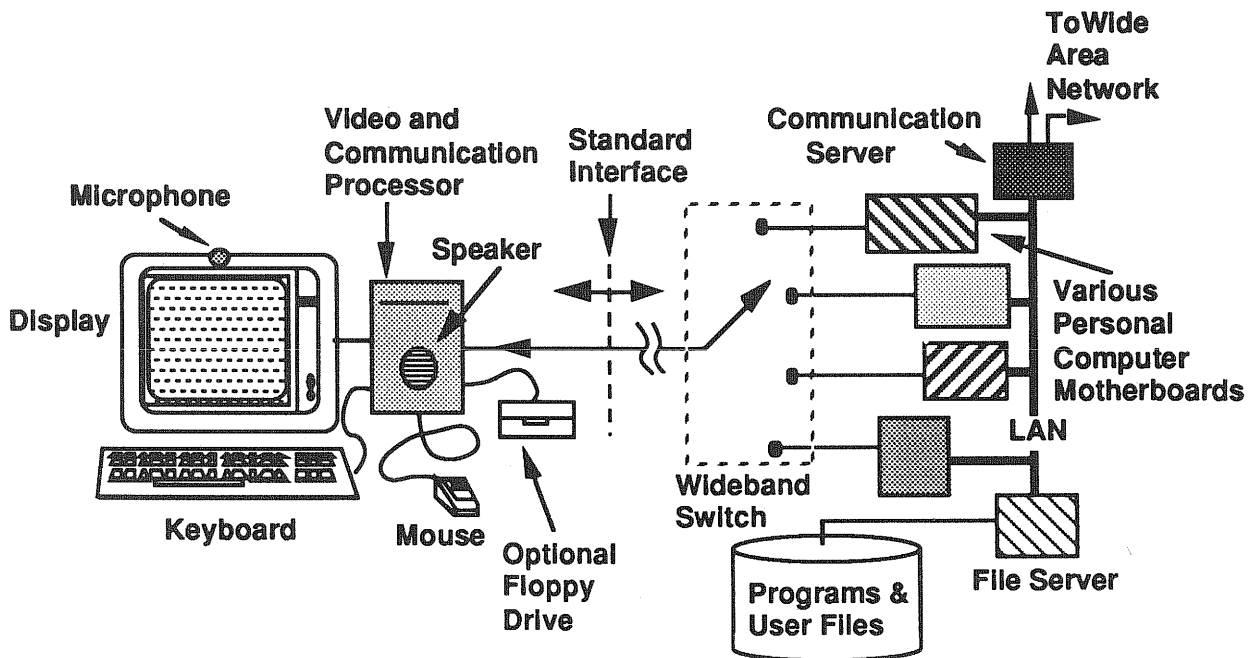 ToWide
Area
Network
Communication
Server
Video and
Communication
Processor
Standard
Interface
Microphone
Speaker
Display
Various
Personal
Computer
Motherboards
LAN
Wideband
Switch
Keyboard
Mouse
Optional
Floppy
Drive
File Server
Programs &
User Files